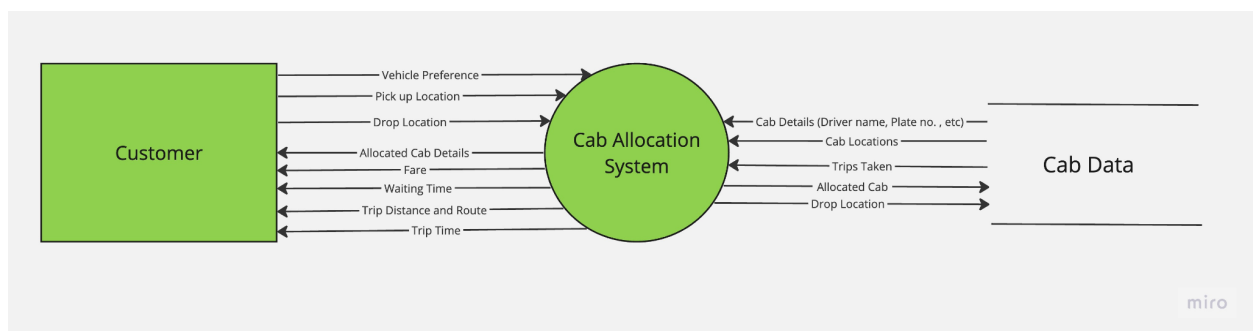 Customer
Vehicle Preference
Pick up Location
Drop Location
Allocated Cab Details
Fare
Waiting Time
Trip Distance and Route
Trip Time
Cab Allocation
System
Cab Details (Driver name, Plate no. , etc)
Cab Locations
Trips Taken
Allocated Cab
Drop Location
Cab Data
miro